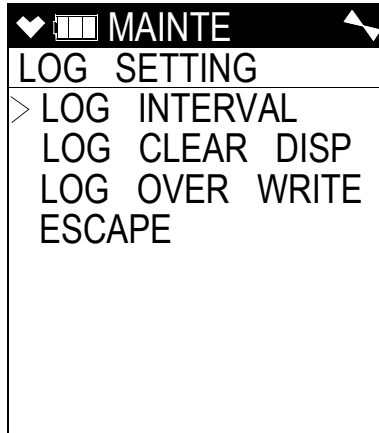 MAINTE
LOG SETTING
> LOG INTERVAL
LOG CLEAR DISP
LOG OVER WRITE
ESCAPE